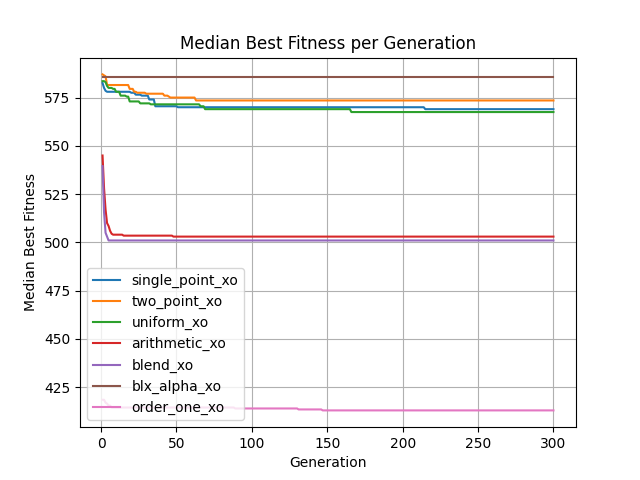 Median Best Fitness per Generation
Median Best Fitness
575
550
525
500
475
450
425
single_point_xo
two_point_xo
uniform_xo
arithmetic_xo
blend_xo
blx_alpha_xo
order_one_xo
0 50 100 150 200 250 300
Generation